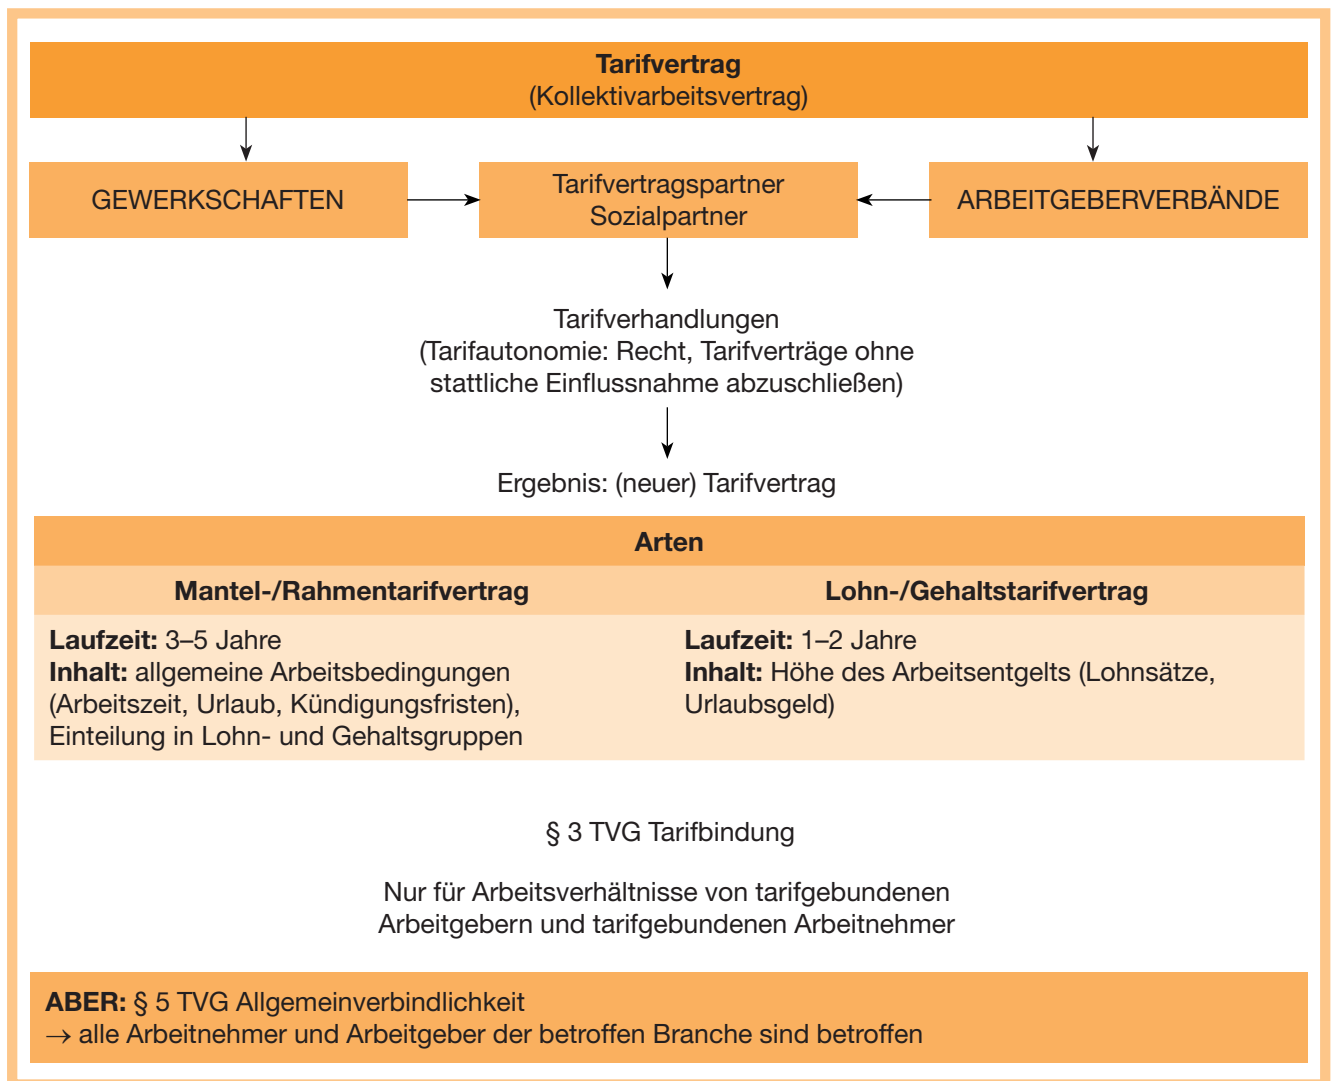 Tarifvertrag
(Kollektivarbeitsvertrag)
GEWERKSCHAFTEN
Tarifvertragspartner
Sozialpartner
ARBEITGEBERVERBÄNDE
Tarifverhandlungen
(Tarifautonomie: Recht, Tarifverträge ohne
stattliche Einflussnahme abzuschließen)
Ergebnis: (neuer) Tarifvertrag
Arten
Mantel-/Rahmentarifvertrag
Laufzeit: 3–5 Jahre
Inhalt: allgemeine Arbeitsbedingungen
(Arbeitszeit, Urlaub, Kündigungsfristen),
Einteilung in Lohn- und Gehaltsgruppen
Lohn-/Gehaltstarifvertrag
Laufzeit: 1–2 Jahre
Inhalt: Höhe des Arbeitsentgelts (Lohnsätze,
Urlaubsgeld)
§ 3 TVG Tarifbindung
Nur für Arbeitsverhältnisse von tarifgebundenen
Arbeitgebern und tarifgebundenen Arbeitnehmer
ABER: § 5 TVG Allgemeinverbindlichkeit
→ alle Arbeitnehmer und Arbeitgeber der betroffen Branche sind betroffen